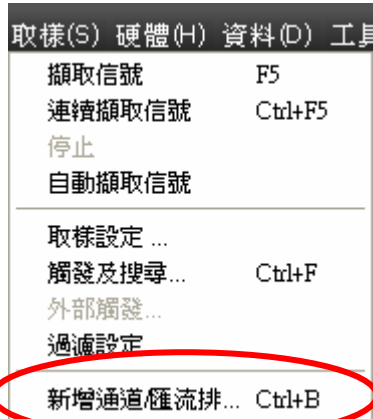 取樣(S) 硬體(H) 資料(D) 工具
擷取信號 F5
連續擷取信號 Ctrl+F5
停止
自動擷取信號
取樣設定 ...
觸發及搜尋... Ctrl+F
外部觸發...
過濾設定
新增通道/匯流排... Ctrl+B